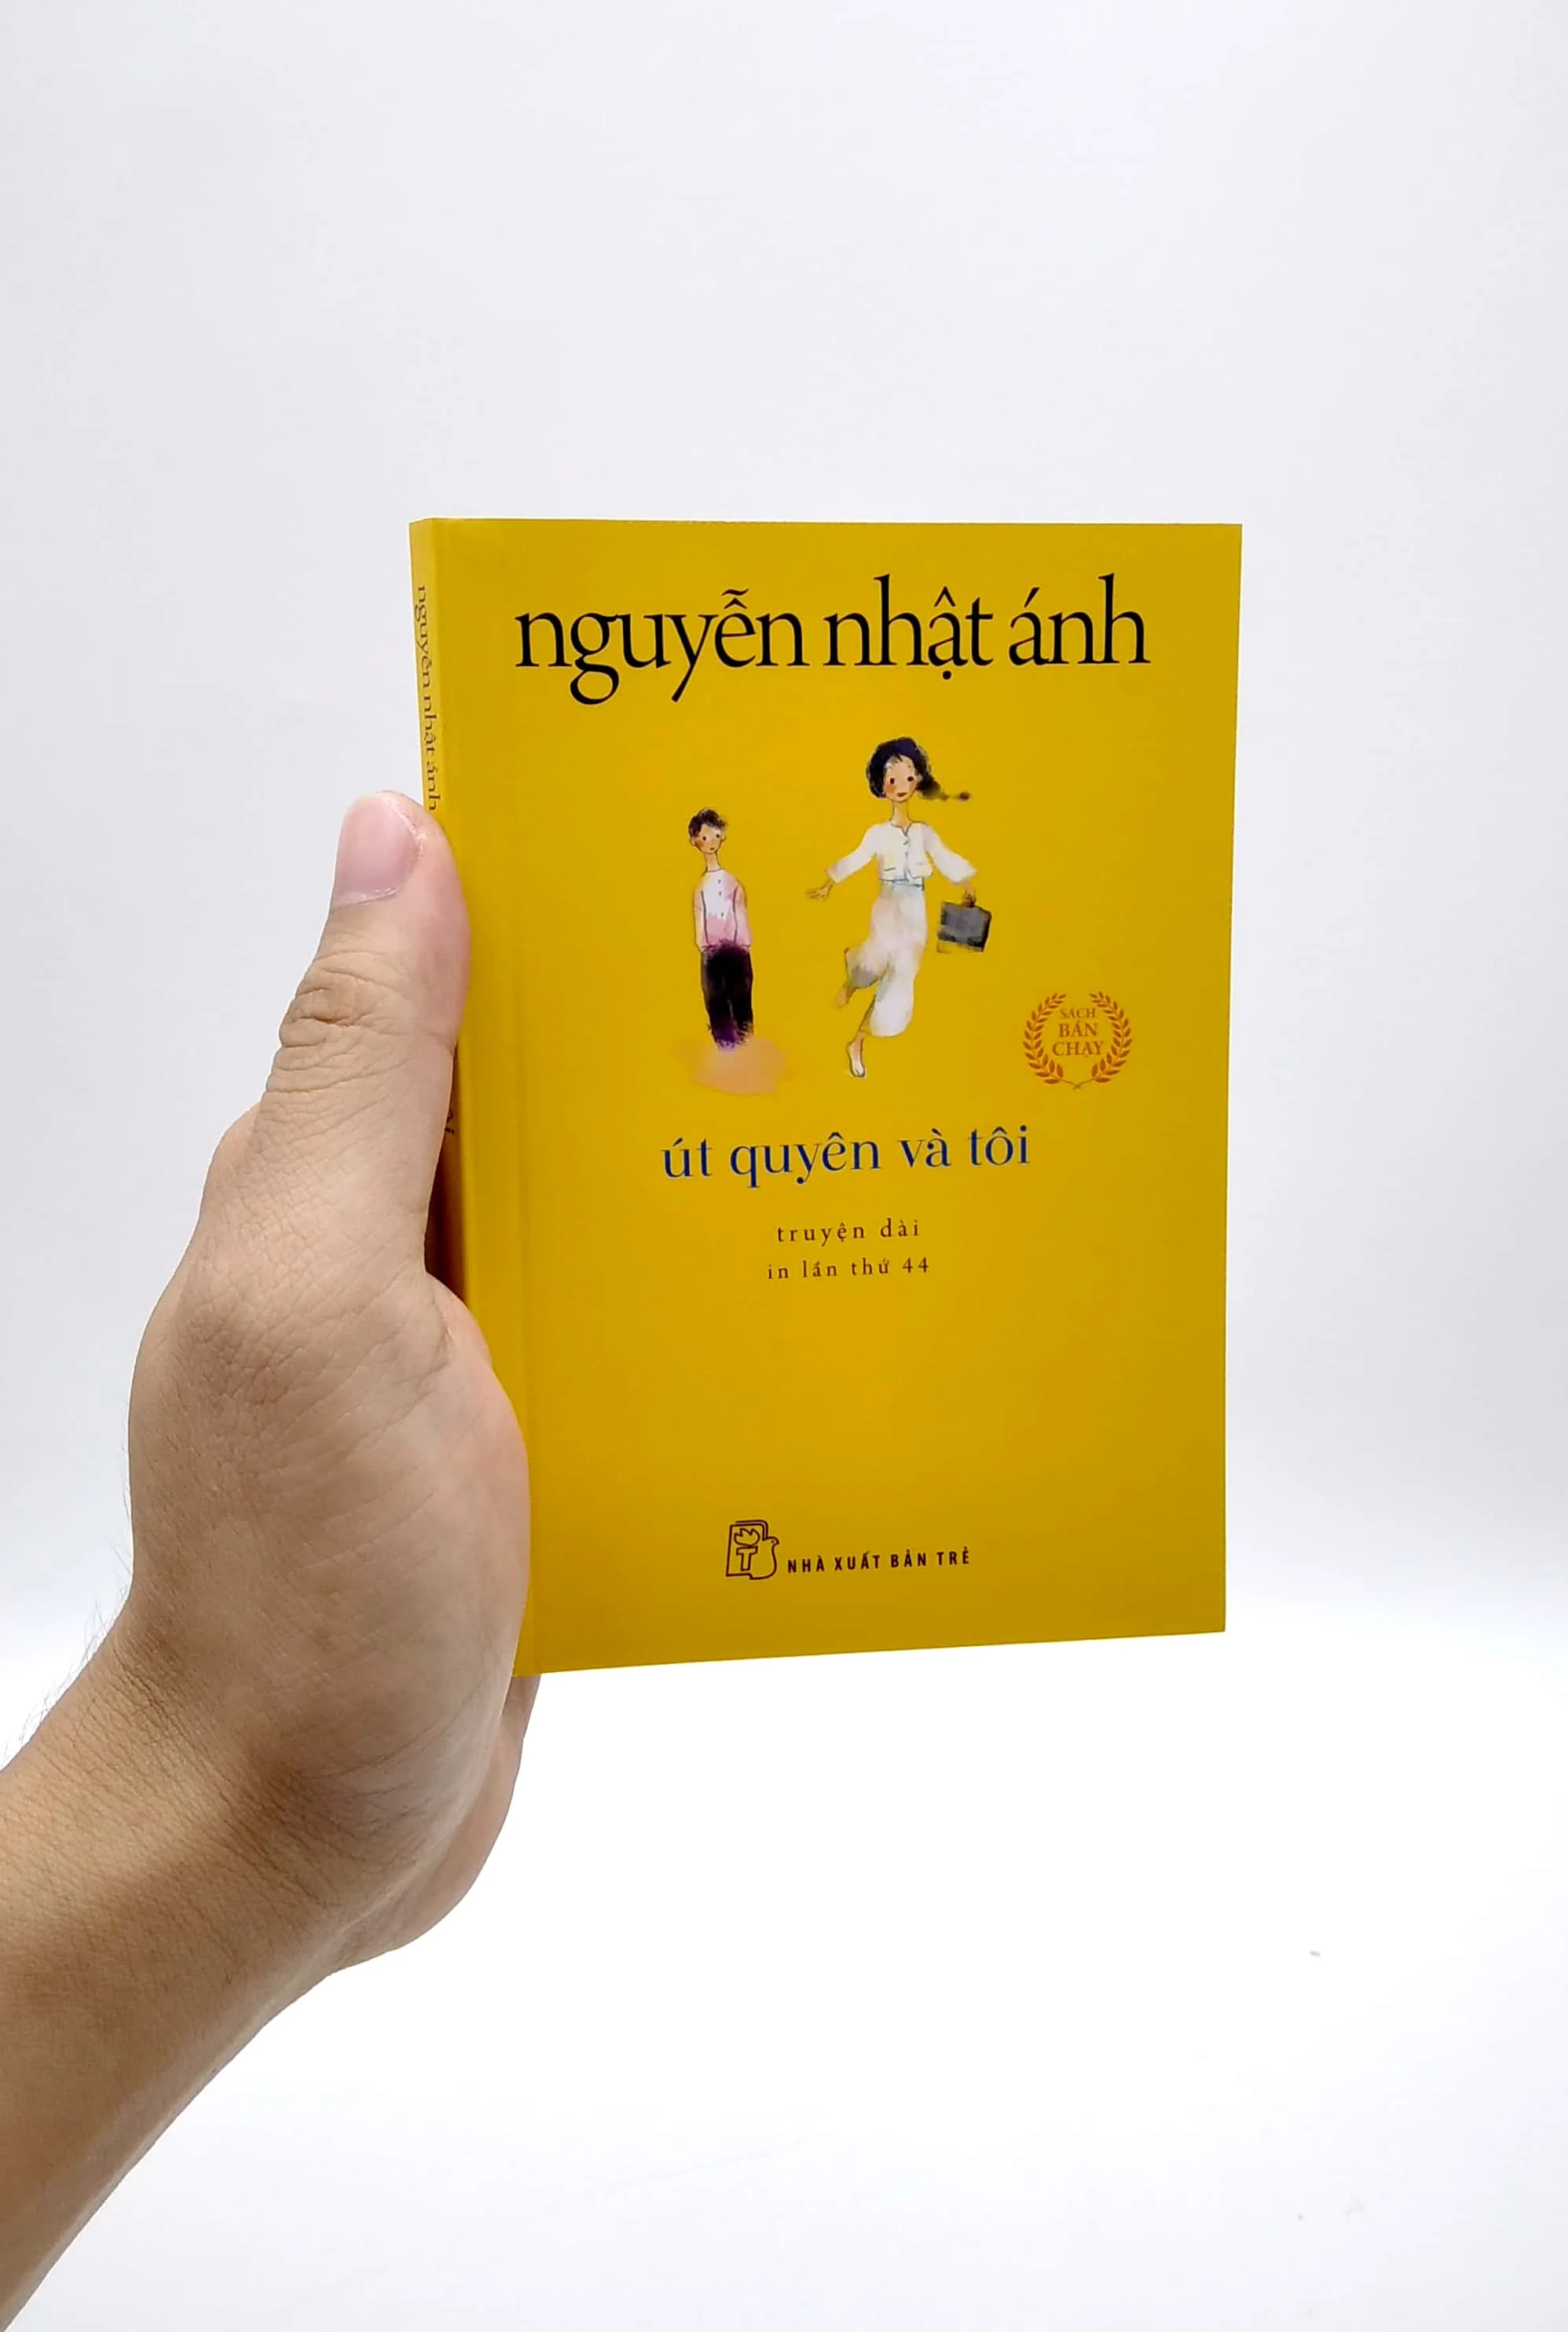 nguyễn nhật ánh
nguyễn nhật ánh
SÁCH
BÁN
CHẠY
út quyên và tôi
truyện dài
in lần thứ 44
T
NHÀ XUẤT BẢN TRẺ